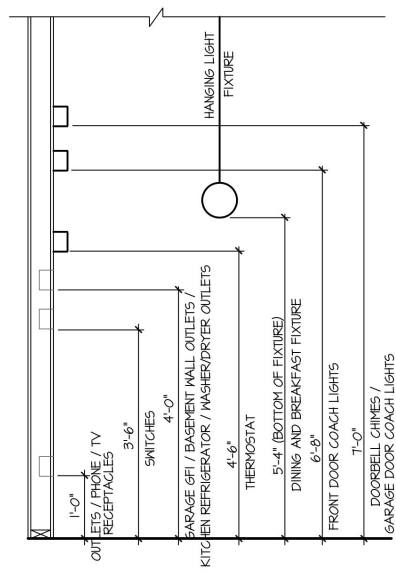 HANGING LIGHT
FIXTURE
1'-0"
OUTLETS / PHONE / TV
RECEPTACLES
3'-6"
SWITCHES
4'-0"
GARAGE GFI / BASEMENT WALL OUTLETS /
KITCHEN REFRIGERATOR / WASHER/DRYER OUTLETS
4'-6"
THERMOSTAT
5'-4" (BOTTOM OF FIXTURE)
DINING AND BREAKFAST FIXTURE
6'-8"
FRONT DOOR COACH LIGHTS
7'-0"
DOORBELL CHIMES /
GARAGE DOOR COACH LIGHTS